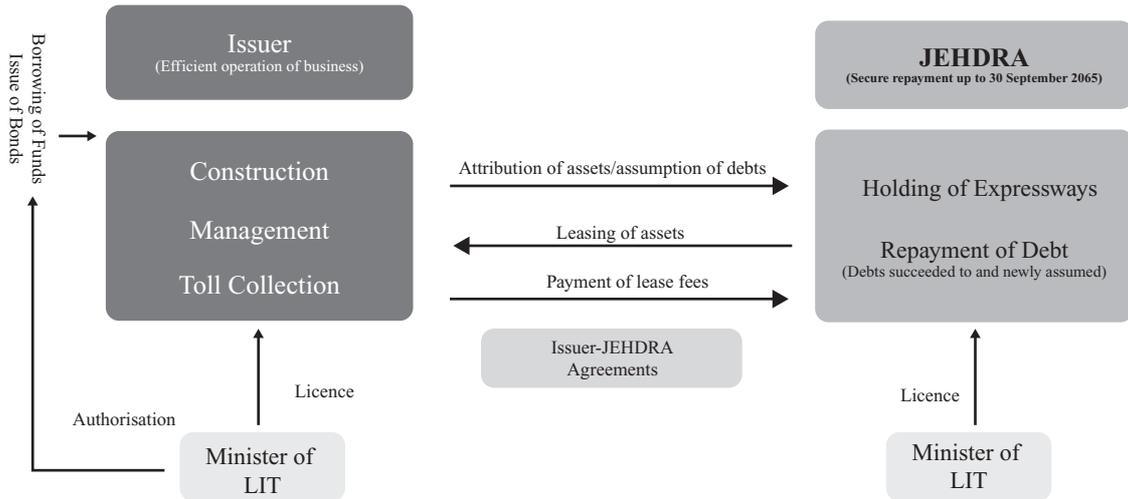 Borrowing of Funds
Issue of Bonds
Issuer
(Efficient operation of business)
JEHDRA
(Secure repayment up to 30 September 2065)
Construction
Management
Toll Collection
Attribution of assets/assumption of debts
Leasing of assets
Payment of lease fees
Holding of Expressways
Repayment of Debt
(Debts succeeded to and newly assumed)
Issuer-JEHDRA
Agreements
Licence
Authorisation
Minister of
LIT
Licence
Minister of
LIT